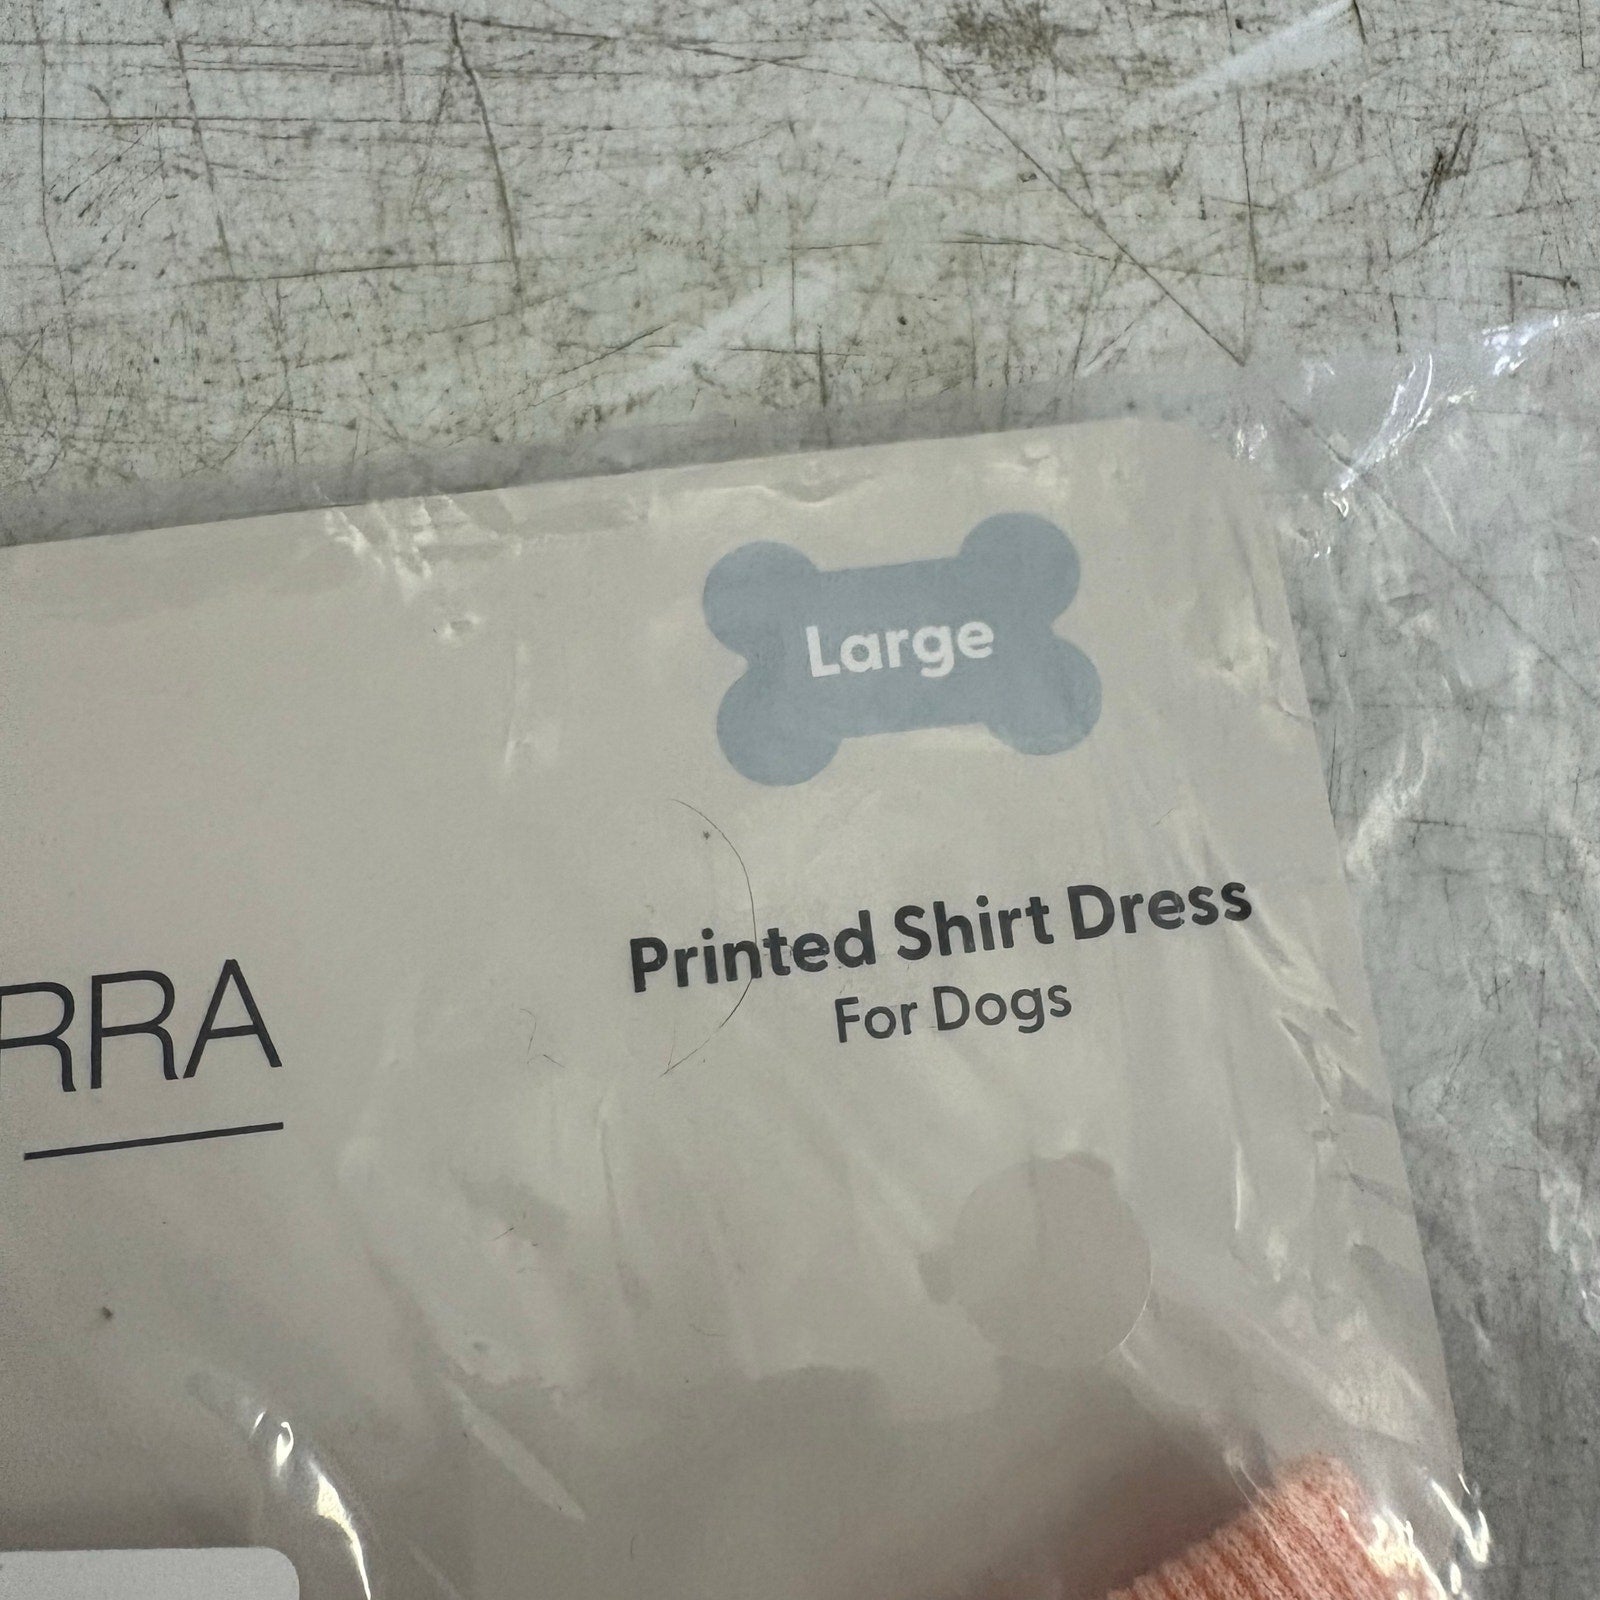 Large
Printed Shirt Dress
For Dogs
RRA